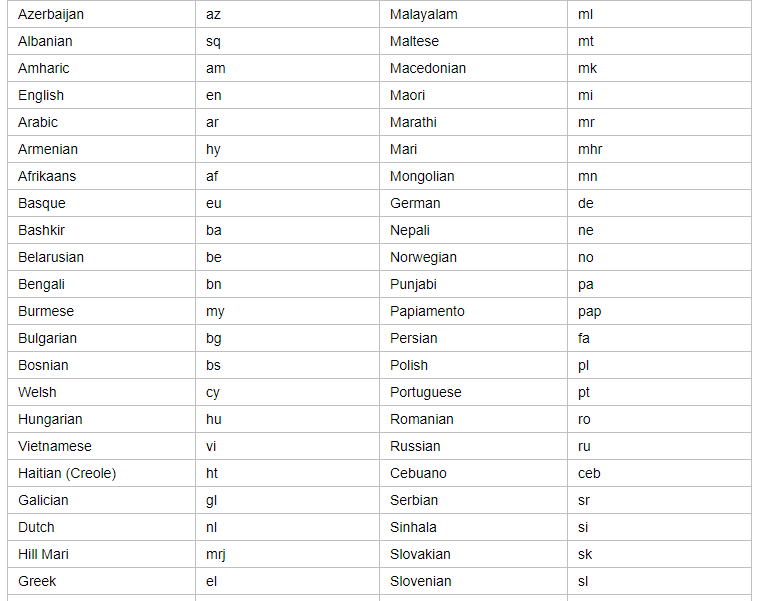 Azerbaijan az Malayalam ml
Albanian sq Maltese mt
Amharic am Macedonian mk
English en Maori mi
Arabic ar Marathi mr
Armenian hy Mari mhr
Afrikaans af Mongolian mn
Basque eu German de
Bashkir ba Nepali ne
Belarusian be Norwegian no
Bengali bn Punjabi pa
Burmese my Papiamento pap
Bulgarian bg Persian fa
Bosnian bs Polish pl
Welsh cy Portuguese pt
Hungarian hu Romanian ro
Vietnamese vi Russian ru
Haitian (Creole) ht Cebuano ceb
Galician gl Serbian sr
Dutch nl Sinhala si
Hill Mari mrj Slovakian sk
Greek el Slovenian sl